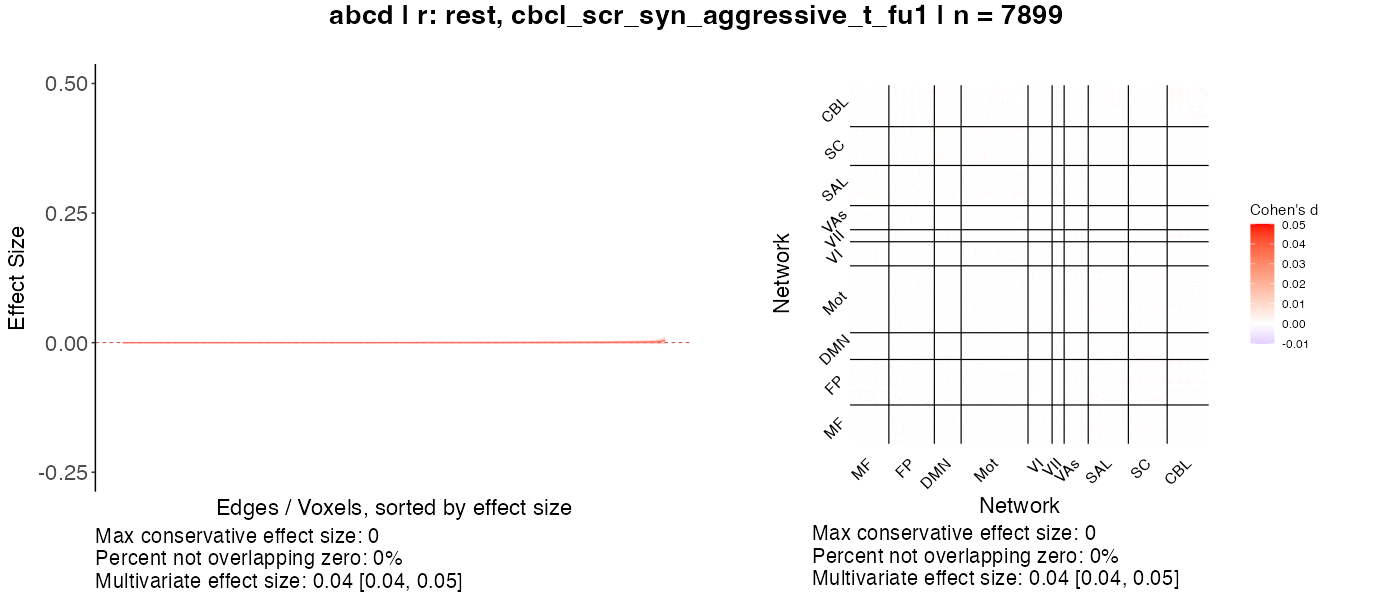 abcd | r: rest, cbcl_scr_syn_aggressive_t_fu1 | n = 7899
0.50
0.25
0.00
-0.25
Effect Size
Edges / Voxels, sorted by effect size
Max conservative effect size: 0
Percent not overlapping zero: 0%
Multivariate effect size: 0.04 [0.04, 0.05]
Network
CBL
SC
SAL
VAs
VII
VI
Mot
DMN
FP
MF
MF FP DMN Mot VI VII VAs SAL SC CBL
Network
Max conservative effect size: 0
Percent not overlapping zero: 0%
Multivariate effect size: 0.04 [0.04, 0.05]
Cohen's d
0.05
0.04
0.03
0.02
0.01
0.00
-0.01